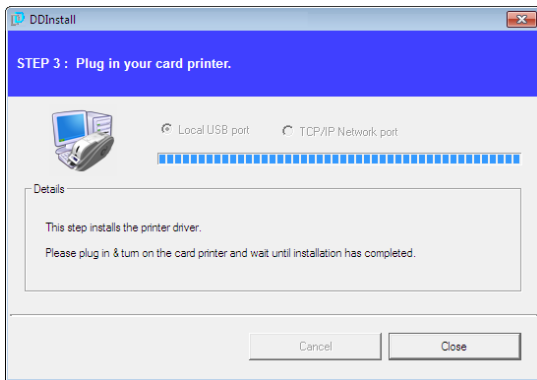 DDInstall
STEP 3 : Plug in your card printer.
Local USB port
TCP/IP Network port
Details
This step installs the printer driver.
Please plug in & turn on the card printer and wait until installation has completed.
Cancel
Close